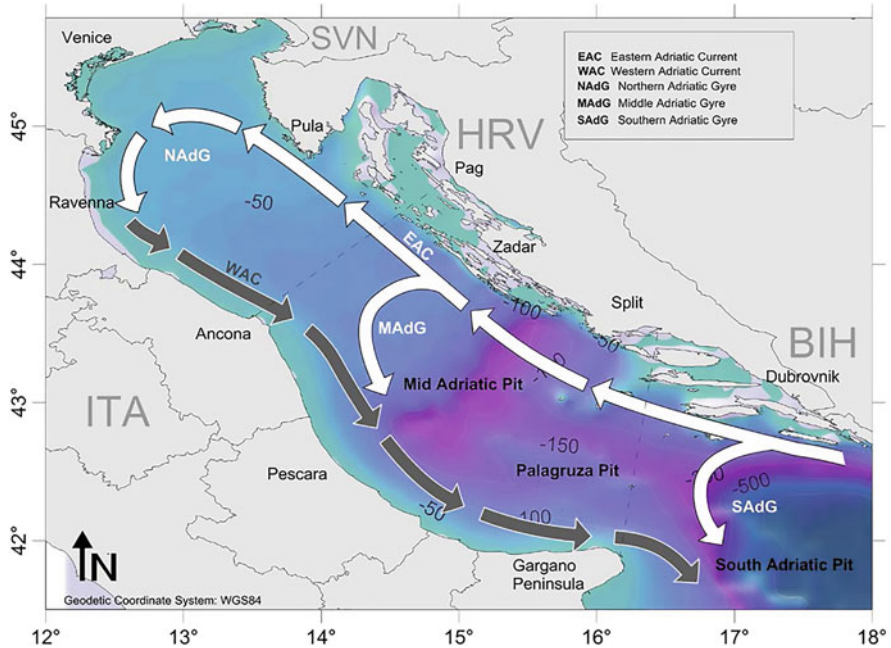 Venice
SVN
EAC Eastern Adriatic Current
WAC Western Adriatic Current
NAdG Northern Adriatic Gyre
MAdG Middle Adriatic Gyre
SAdG Southern Adriatic Gyre
45°
Pula
HRV
NAdG
Pag
Ravenna
-50
EAC
Zadar
44°
WAC
-100
Split
Ancona
MAdG
-50
BIH
Dubrovnik
ITA
43°
Mid Adriatic Pit
-150
Pescara
Palagruza Pit
-500
-50
100
SAdG
42°
N
Gargano
Peninsula
South Adriatic Pit
Geodetic Coordinate System: WGS84
12 13 14 15 16 17 18°